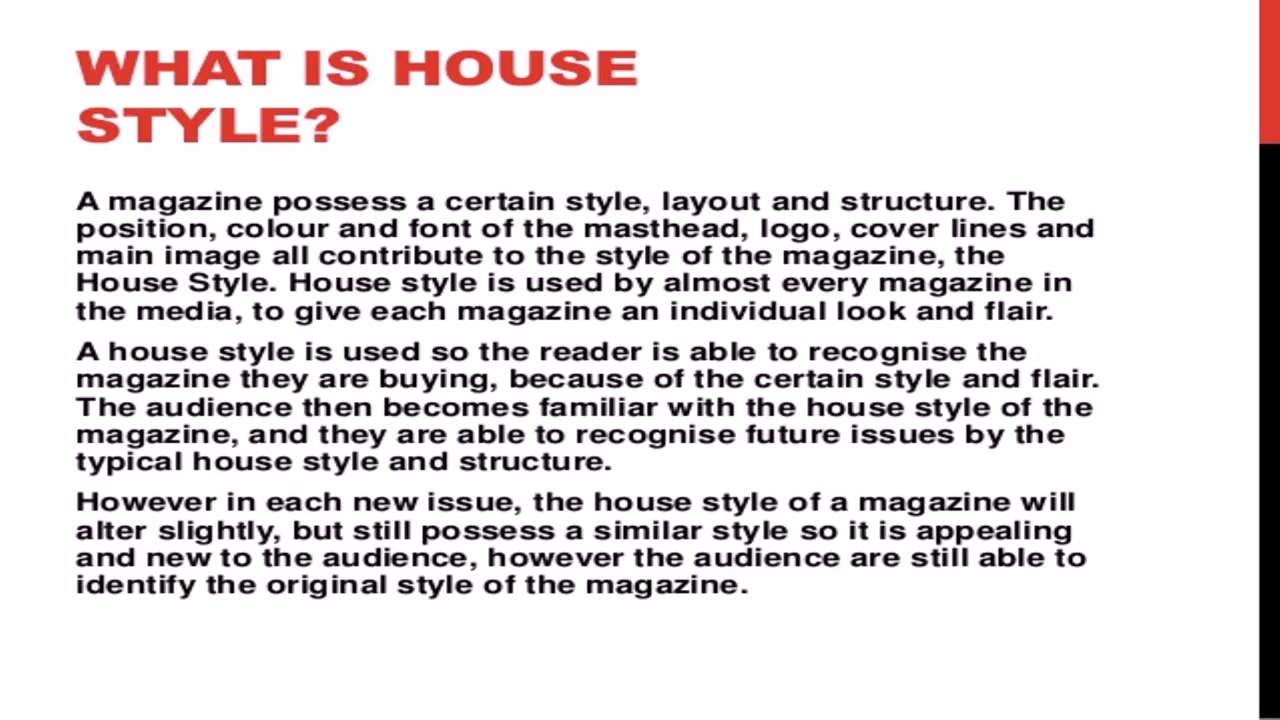 WHAT IS HOUSE
STYLE?
A magazine possess a certain style, layout and structure. The
position, colour and font of the masthead, logo, cover lines and
main image all contribute to the style of the magazine, the
House Style. House style is used by almost every magazine in
the media, to give each magazine an individual look and flair.
A house style is used so the reader is able to recognise the
magazine they are buying, because of the certain style and flair.
The audience then becomes familiar with the house style of the
magazine, and they are able to recognise future issues by the
typical house style and structure.
However in each new issue, the house style of a magazine will
alter slightly, but still possess a similar style so it is appealing
and new to the audience, however the audience are still able to
identify the original style of the magazine.